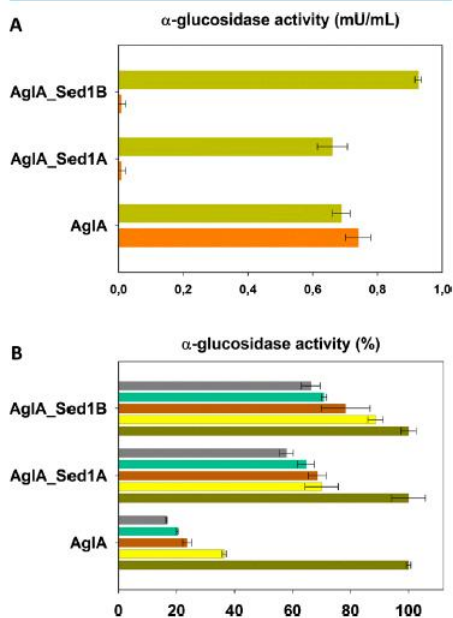 A
α-glucosidase activity (mU/mL)
AglA_Sed1B
AglA_Sed1A
AglA
0,0 0,2 0,4 0,6 0,8 1,0
B
α-glucosidase activity (%)
AglA_Sed1B
AglA_Sed1A
AglA
0 20 40 60 80 100